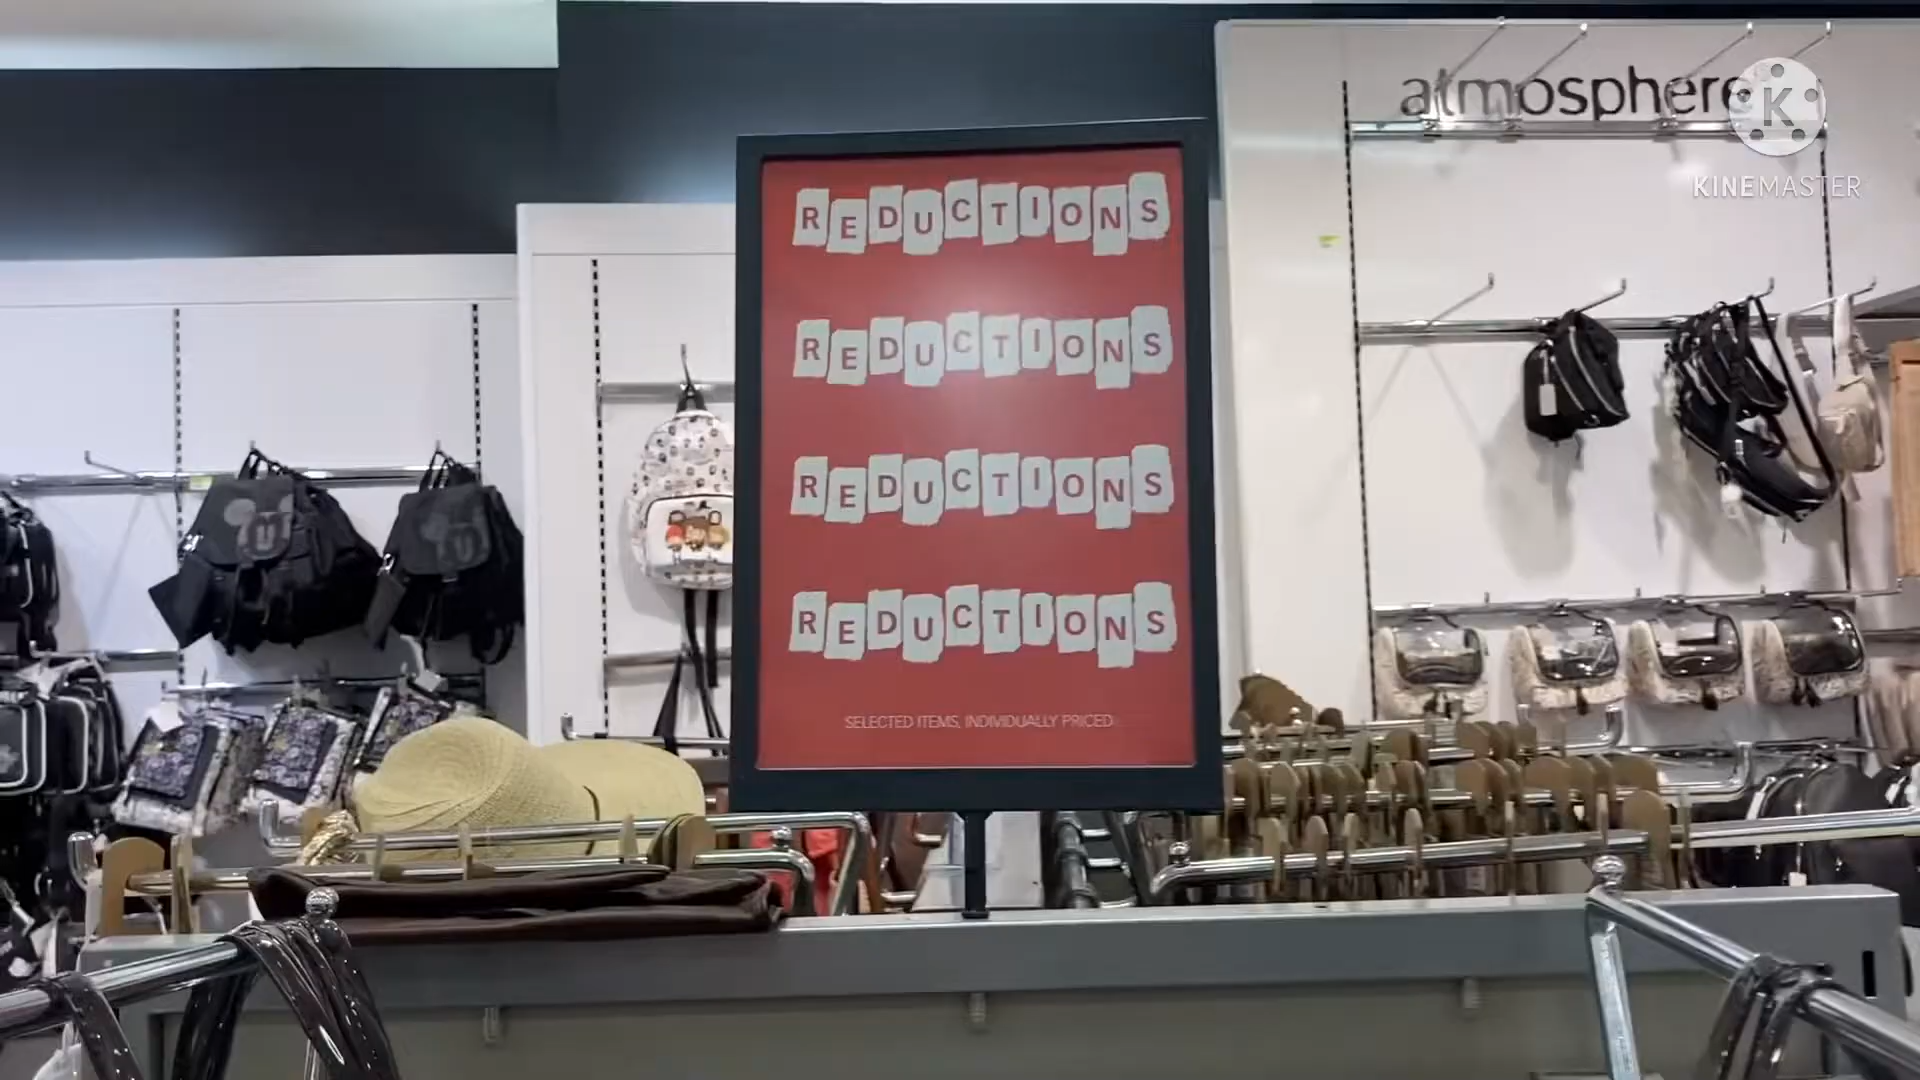 atmosphere
K
KINEMASTER
REDUCTIONS
REDUCTIONS
REDUCTIONS
REDUCTIONS
SELECTED ITEMS, INDIVIDUALLY PRICED